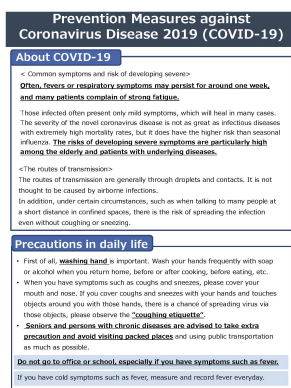 Prevention Measures against
Coronavirus Disease 2019 (COVID-19)
About COVID-19
< Common symptoms and risk of developing severe>
Often, fevers or respiratory symptoms may persist for around one week,
and many patients complain of strong fatigue.
Those infected often present only mild symptoms, which will heal in many cases.
The severity of the novel coronavirus disease is not as great as infectious diseases
with extremely high mortality rates, but it does have the higher risk than seasonal
influenza. The risks of developing severe symptoms are particularly high
among the elderly and patients with underlying diseases.
<The routes of transmission>
The routes of transmission are generally through droplets and contacts. It is not
thought to be caused by airborne infections.
In addition, under certain circumstances, such as when talking to many people at
a short distance in confined spaces, there is the risk of spreading the infection
even without coughing or sneezing.
Precautions in daily life
• First of all, washing hand is important. Wash your hands frequently with soap
or alcohol when you return home, before or after cooking, before eating, etc.
• When you have symptoms such as coughs and sneezes, please cover your
mouth and nose. If you cover coughs and sneezes with your hands and touches
objects around you with those hands, there is a chance of spreading virus via
those objects, please observe the "coughing etiquette".
• Seniors and persons with chronic diseases are advised to take extra
precaution and avoid visiting packed places and using public transportation
as much as possible.
Do not go to office or school, especially if you have symptoms such as fever.
If you have cold symptoms such as fever, measure and record fever everyday.